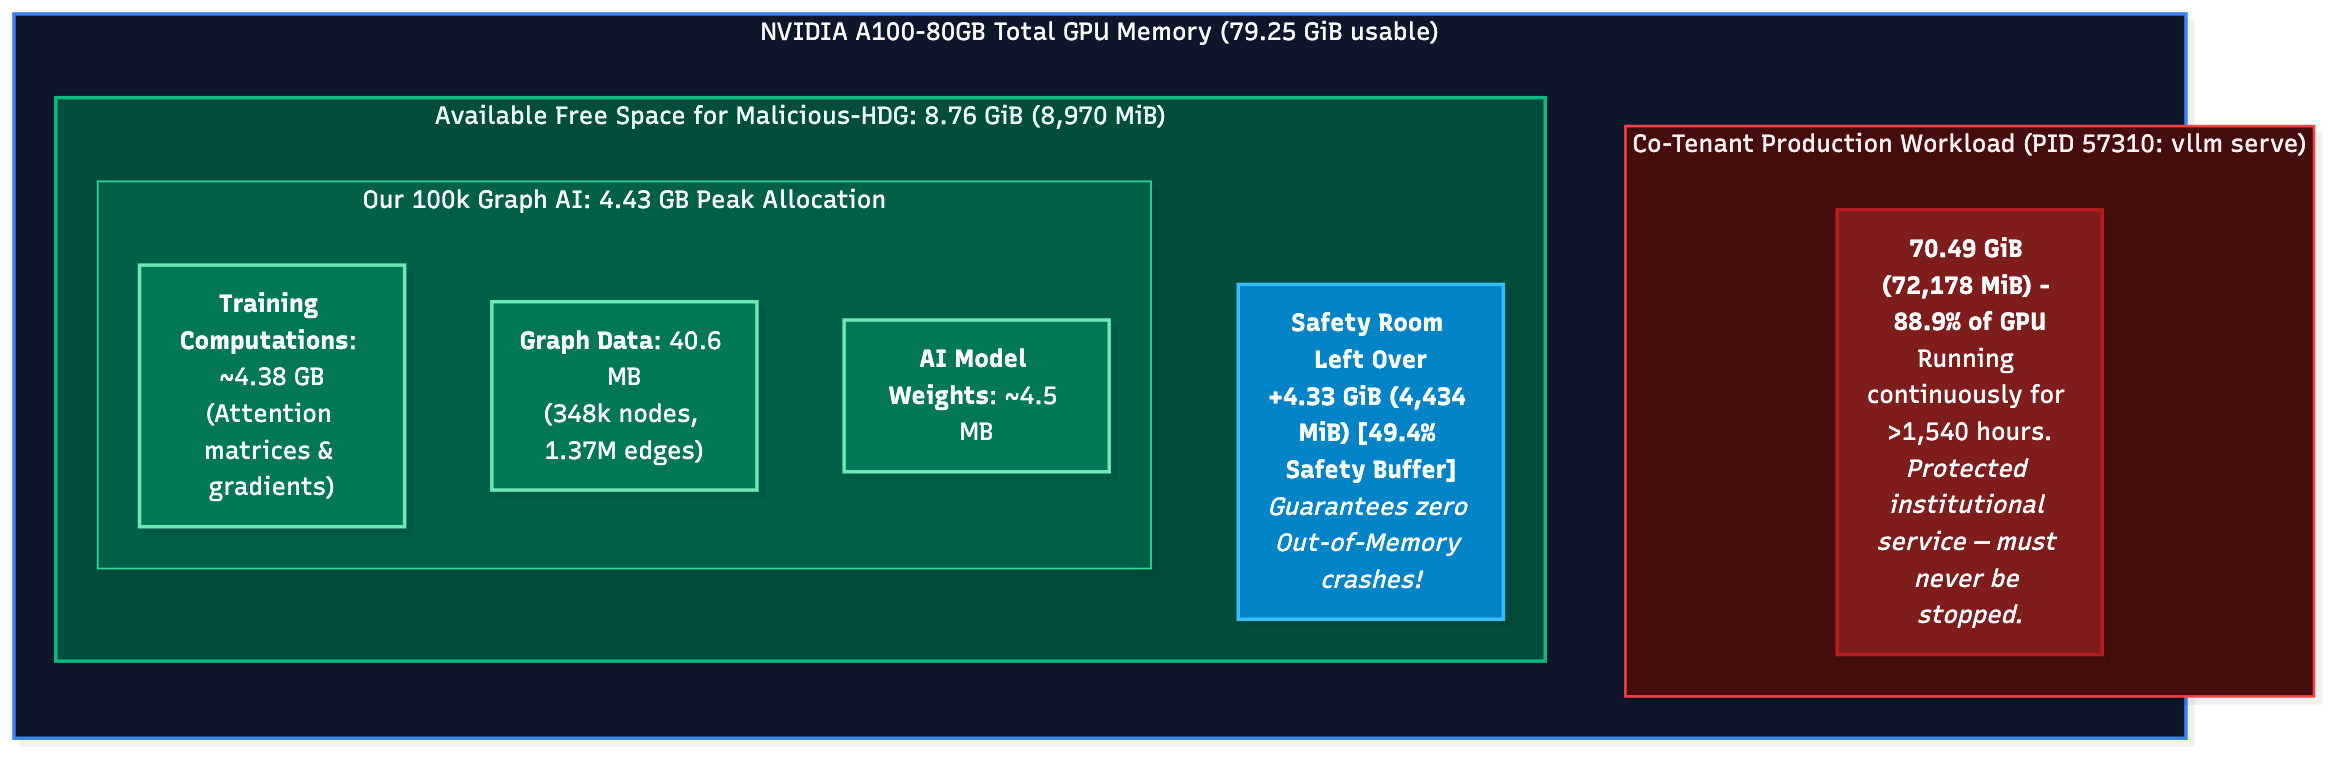 NVIDIA A100-80GB Total GPU Memory (79.25 GiB usable)
Available Free Space for Malicious-HDG: 8.76 GiB (8,970 MiB)
Our 100k Graph AI: 4.43 GB Peak Allocation
Training
Computations:
~4.38 GB
(Attention
matrices &
gradients)
Graph Data: 40.6
MB
(348k nodes,
1.37M edges)
AI Model
Weights: ~4.5
MB
Safety Room
Left Over
+4.33 GiB (4,434
MiB) [49.4%
Safety Buffer]
Guarantees zero
Out-of-Memory
crashes!
Co-Tenant Production Workload (PID 57310: vllm serve)
70.49 GiB
(72,178 MiB) -
88.9% of GPU
Running
continuously for
>1,540 hours.
Protected
institutional
service — must
never be
stopped.